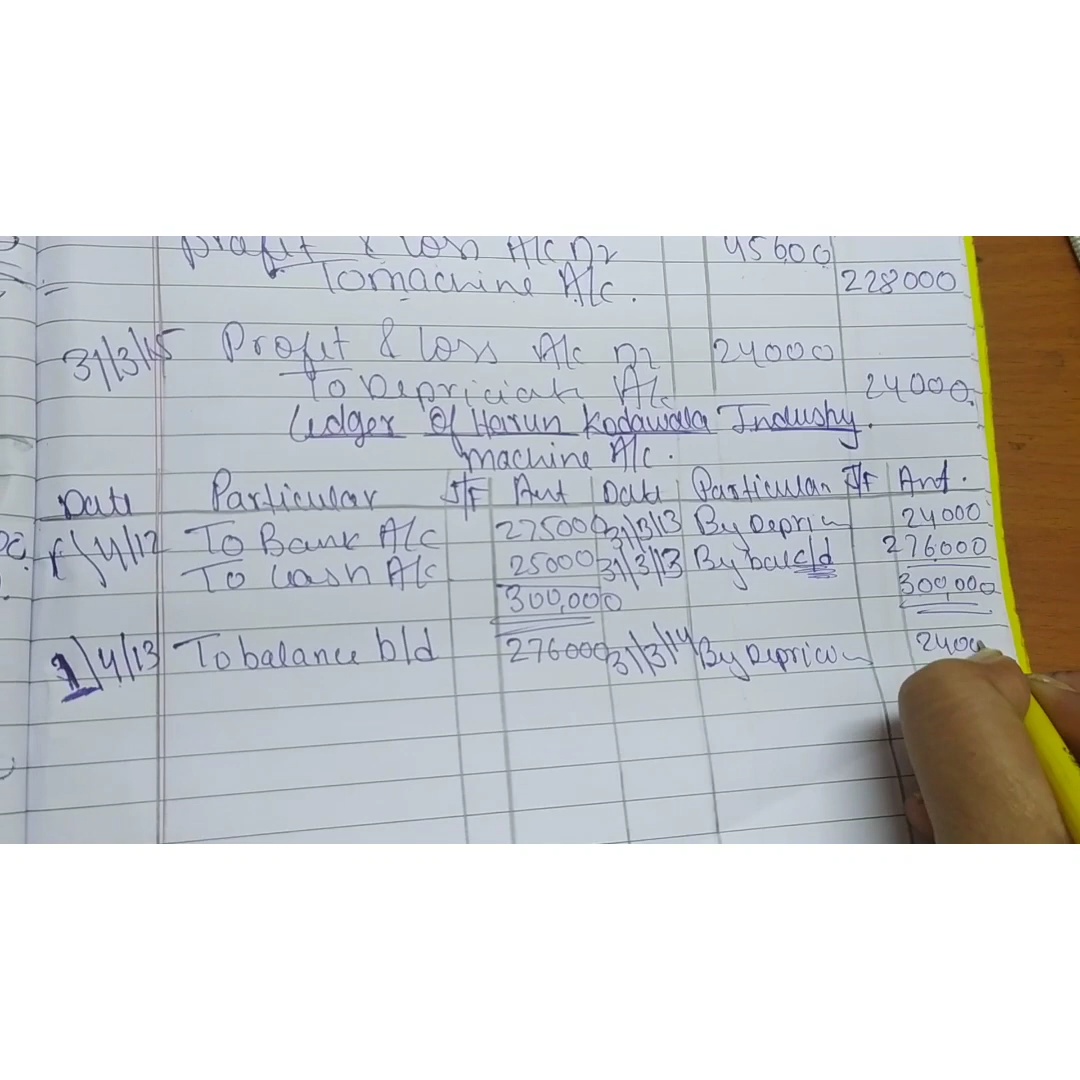 profit & loss A/c Dr 45600
To machine A/c. 228000
31/3/15 Profit & loss A/c Dr 24000
To Depriciati A/c 24000.
Ledger Of Harun Kodawala Industry.
machine A/c.
Date Particular J/F Amt Date Particular J/F Amt.
1/4/12 To Bank A/c 275000 31/3/13 By Depric 24000
To Cash A/c 25000 31/3/13 By bal c/d 276000
300,000 300,000
1/4/13 To balance b/d 276000 31/3/14 By Depricion 2400